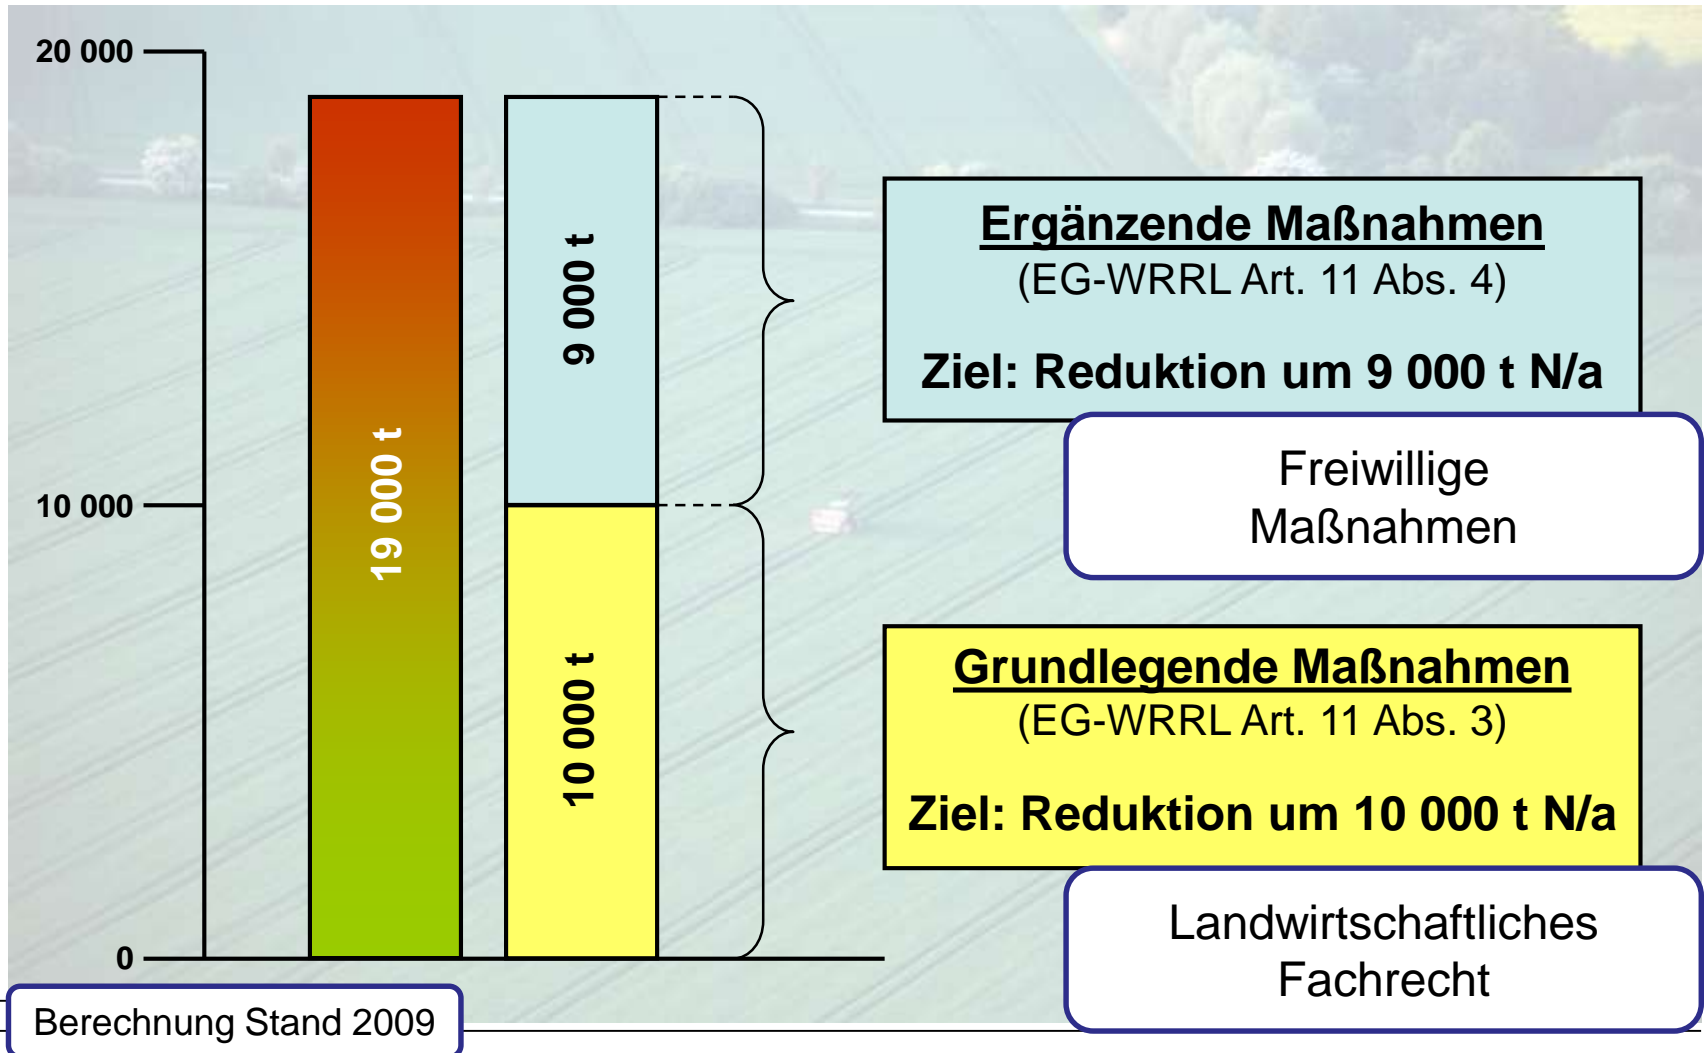 20 000
10 000
0
19 000 t
9 000 t
10 000 t
Ergänzende Maßnahmen
(EG-WRRL Art. 11 Abs. 4)
Ziel: Reduktion um 9 000 t N/a
Freiwillige
Maßnahmen
Grundlegende Maßnahmen
(EG-WRRL Art. 11 Abs. 3)
Ziel: Reduktion um 10 000 t N/a
Landwirtschaftliches
Fachrecht
Berechnung Stand 2009